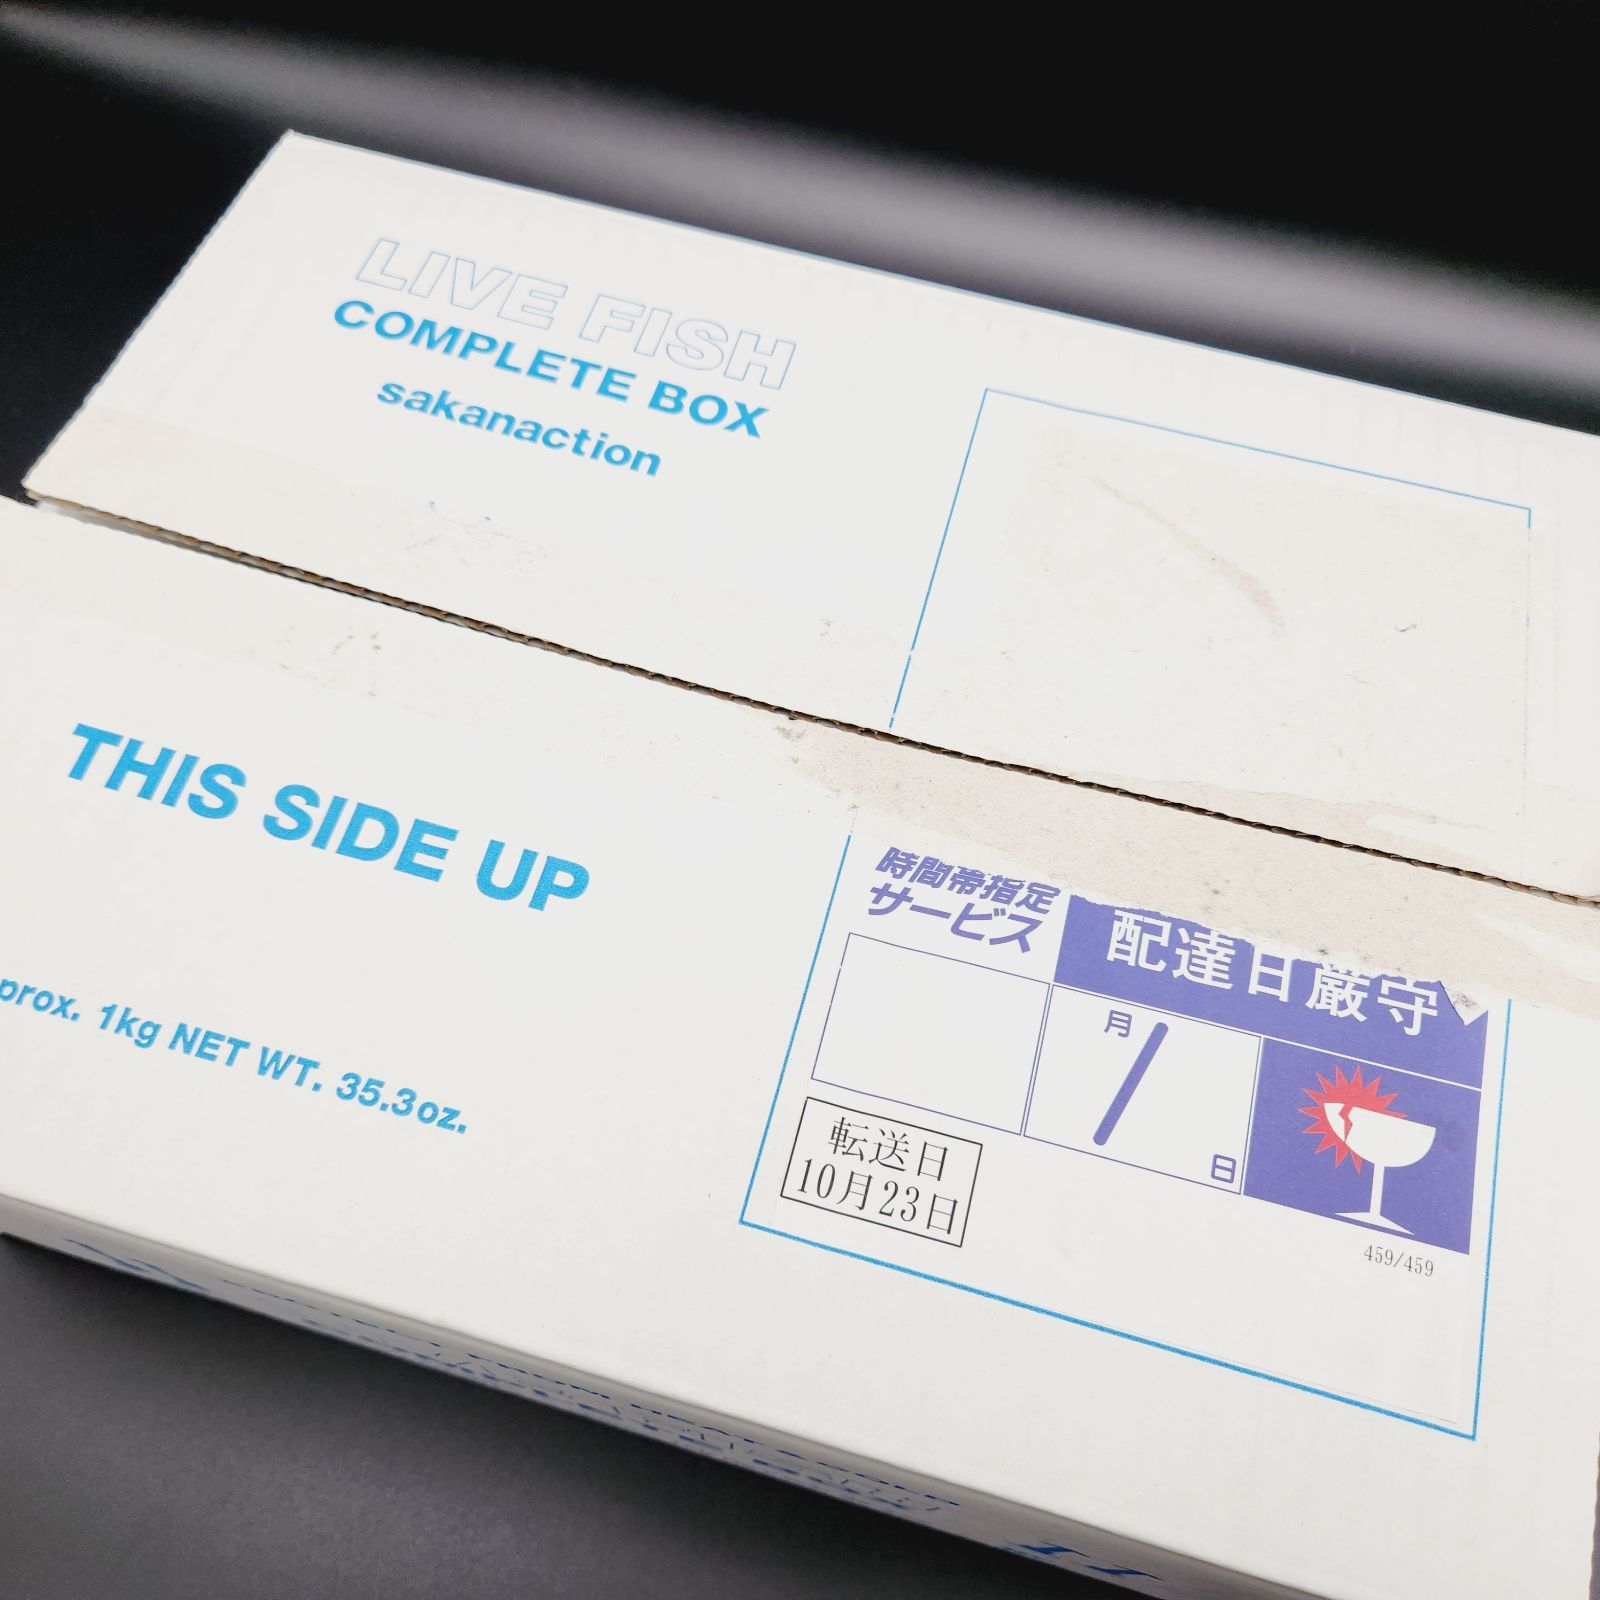 LIVE FISH
COMPLETE BOX
sakanaction
THIS SIDE UP
prox. 1kg NET WT. 35.3oz.
時間帯指定
サービス
配達日厳守
月
日
転送日
10月23日
459/459